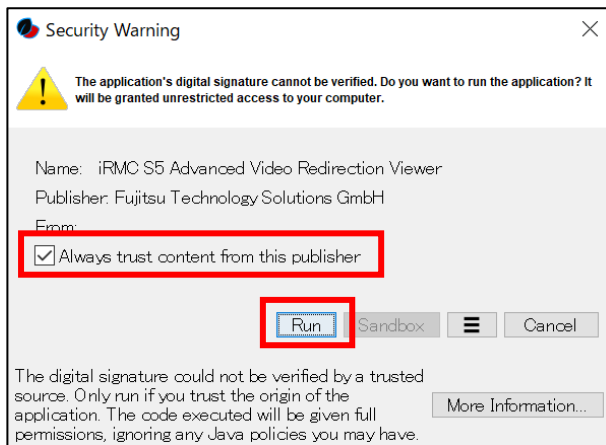 Security Warning
The application's digital signature cannot be verified. Do you want to run the application? It
will be granted unrestricted access to your computer.
Name: iRMC S5 Advanced Video Redirection Viewer
Publisher: Fujitsu Technology Solutions GmbH
From:
Always trust content from this publisher
Run Sandbox Cancel
The digital signature could not be verified by a trusted
source. Only run if you trust the origin of the
application. The code executed will be given full
permissions, ignoring any Java policies you may have.
More Information...